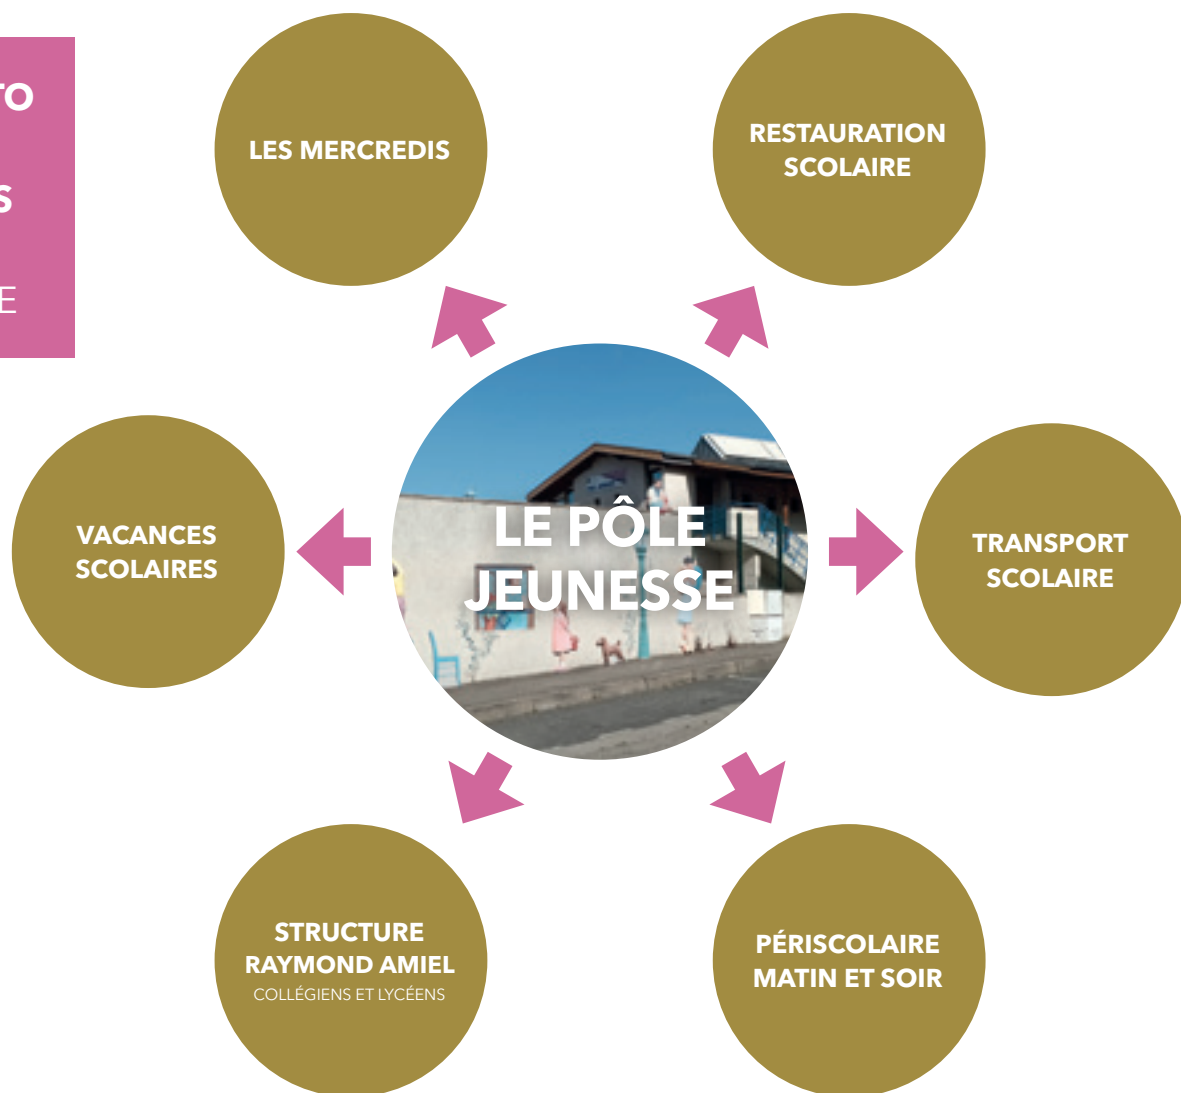 TO
S
E
LES MERCREDIS
RESTAURATION
SCOLAIRE
VACANCES
SCOLAIRES
LE PÔLE
JEUNESSE
TRANSPORT
SCOLAIRE
STRUCTURE
RAYMOND AMIEL
COLLÉGIENS ET LYCÉENS
PÉRISCOLAIRE
MATIN ET SOIR